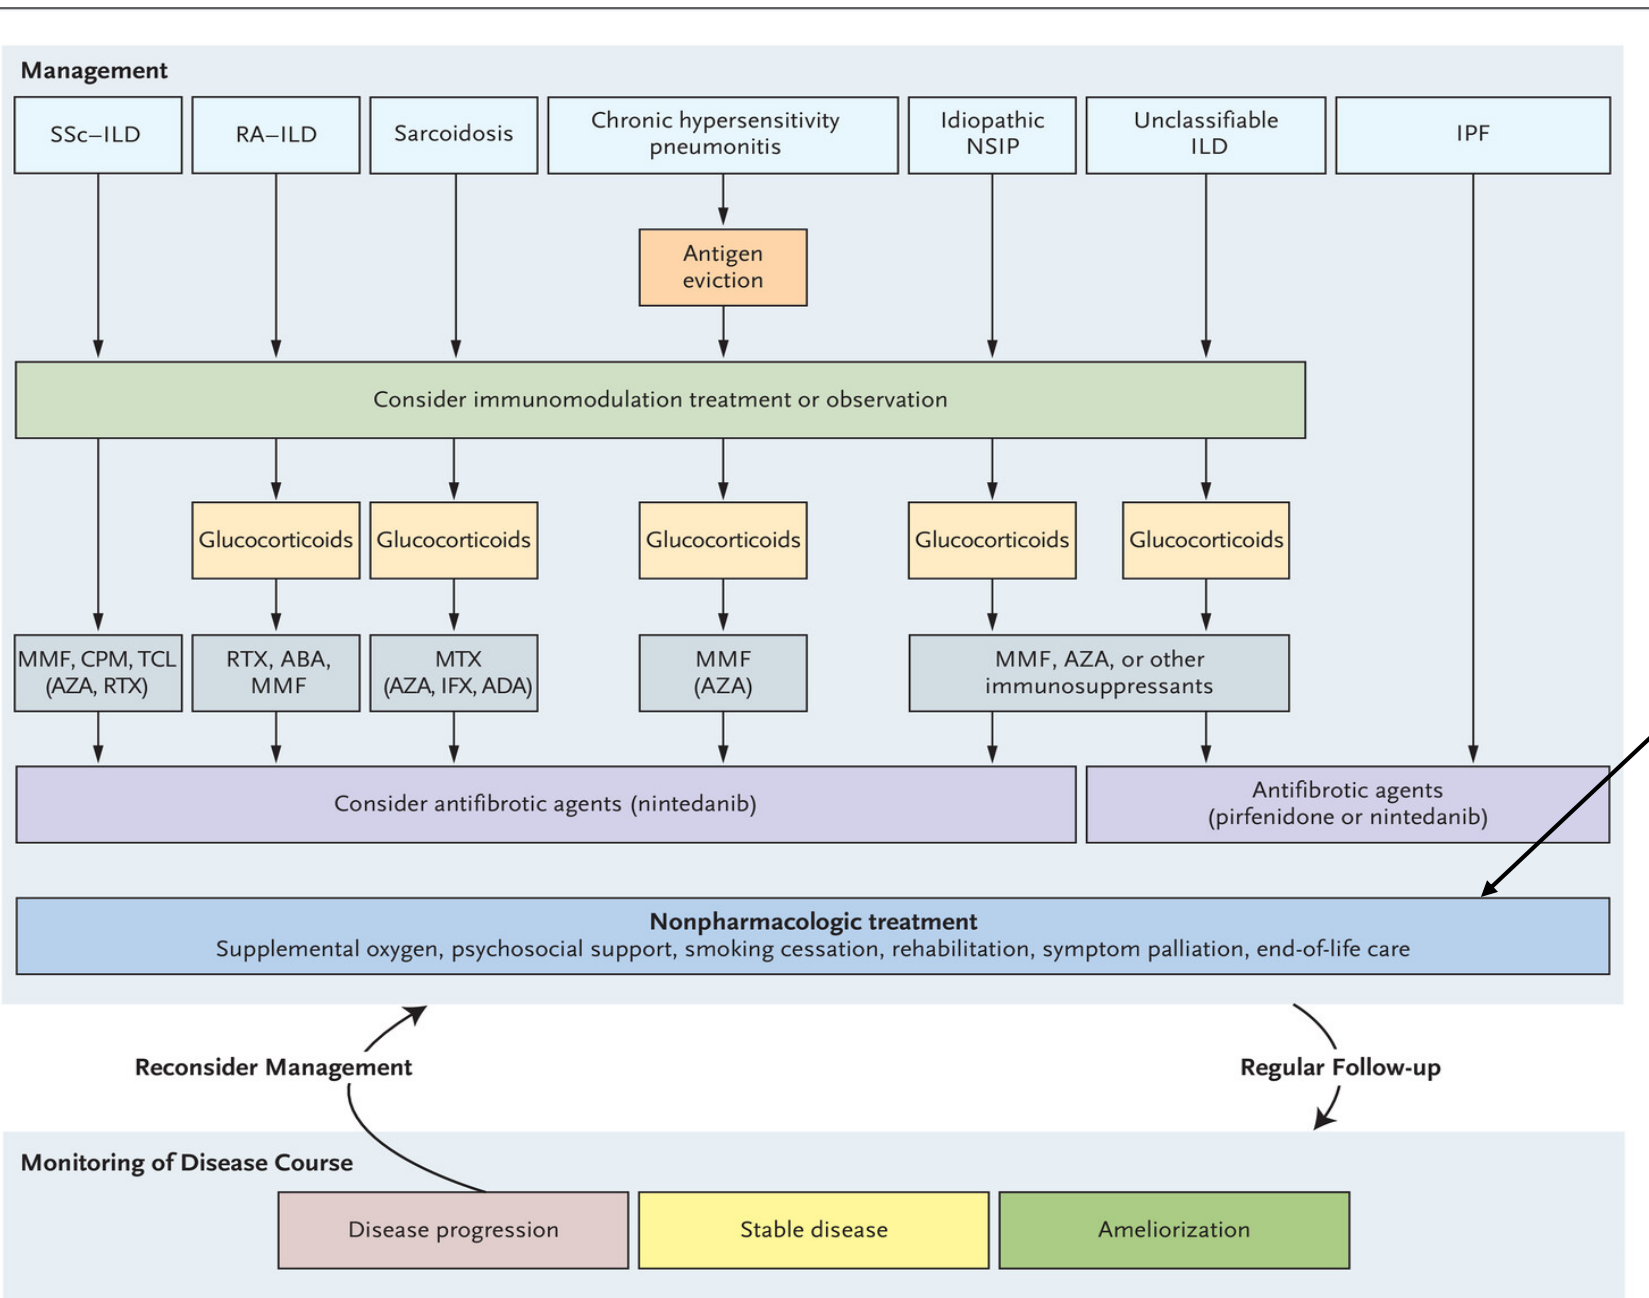 Management
SSc–ILD
RA–ILD
Sarcoidosis
Chronic hypersensitivity
pneumonitis
Idiopathic
NSIP
Unclassifiable
ILD
IPF
Antigen
eviction
Consider immunomodulation treatment or observation
Glucocorticoids
Glucocorticoids
Glucocorticoids
Glucocorticoids
Glucocorticoids
MMF, CPM, TCL
(AZA, RTX)
RTX, ABA,
MMF
MTX
(AZA, IFX, ADA)
MMF
(AZA)
MMF, AZA, or other
immunosuppressants
Consider antifibrotic agents (nintedanib)
Antifibrotic agents
(pirfenidone or nintedanib)
Nonpharmacologic treatment
Supplemental oxygen, psychosocial support, smoking cessation, rehabilitation, symptom palliation, end-of-life care
Reconsider Management
Regular Follow-up
Monitoring of Disease Course
Disease progression
Stable disease
Ameliorization